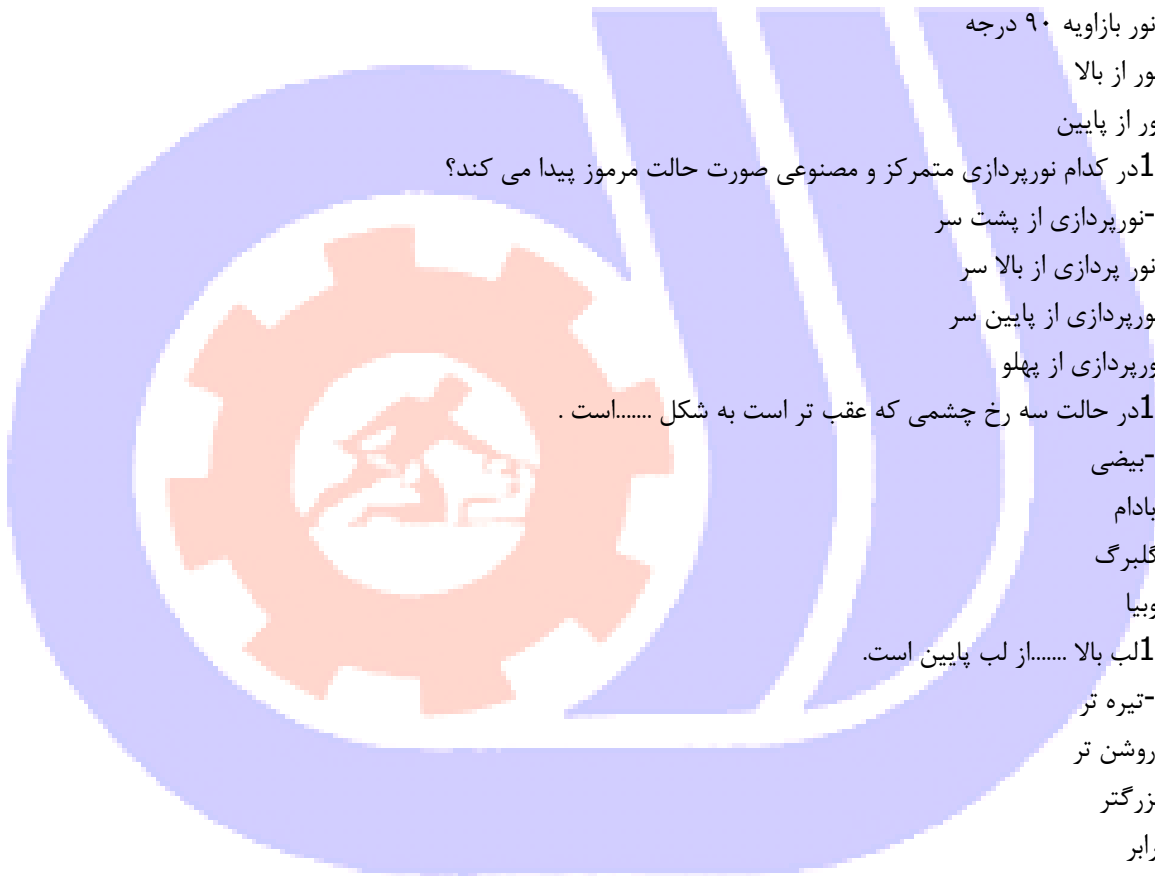 نور بازاویه ۹۰ درجه
ور از بالا
ور از پایین
1در کدام نورپردازی متمرکز و مصنوعی صورت حالت مرموز پیدا می کند؟
-نورپردازی از پشت سر
نور پردازی از بالا سر
ورپردازی از پایین سر
ورپردازی از پهلو
1در حالت سه رخ چشمی که عقب تر است به شکل .......است .
-بیضی
بادام
گلبرگ
وبیا
1لب بالا .......از لب پایین است.
-تیره تر
روشن تر
زرگتر
رابر